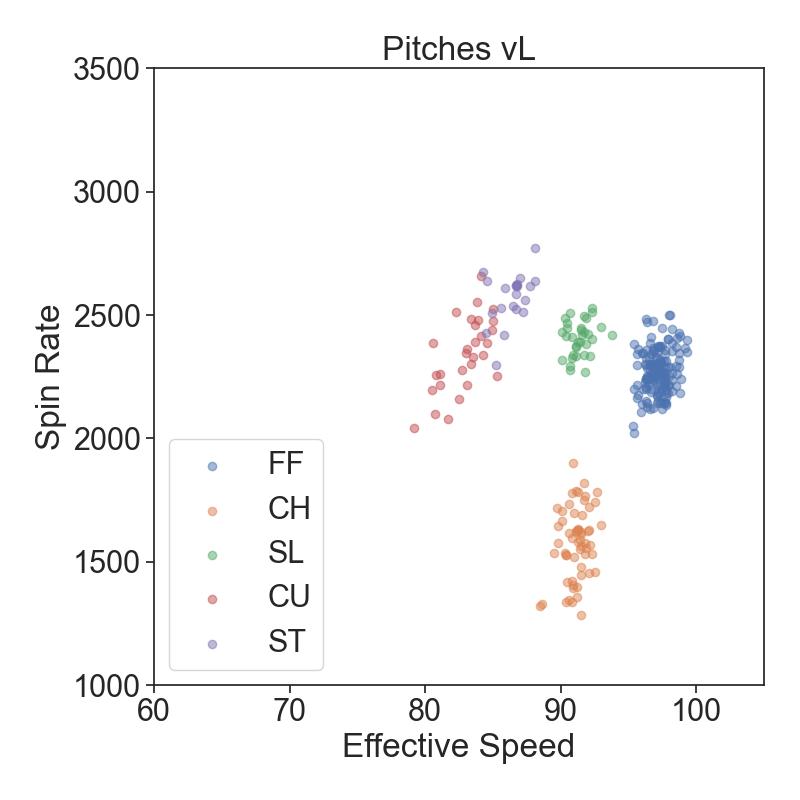 Pitches vL
3500
3000
2500
2000
1500
1000
Spin Rate
FF
CH
SL
CU
ST
60 70 80 90 100
Effective Speed